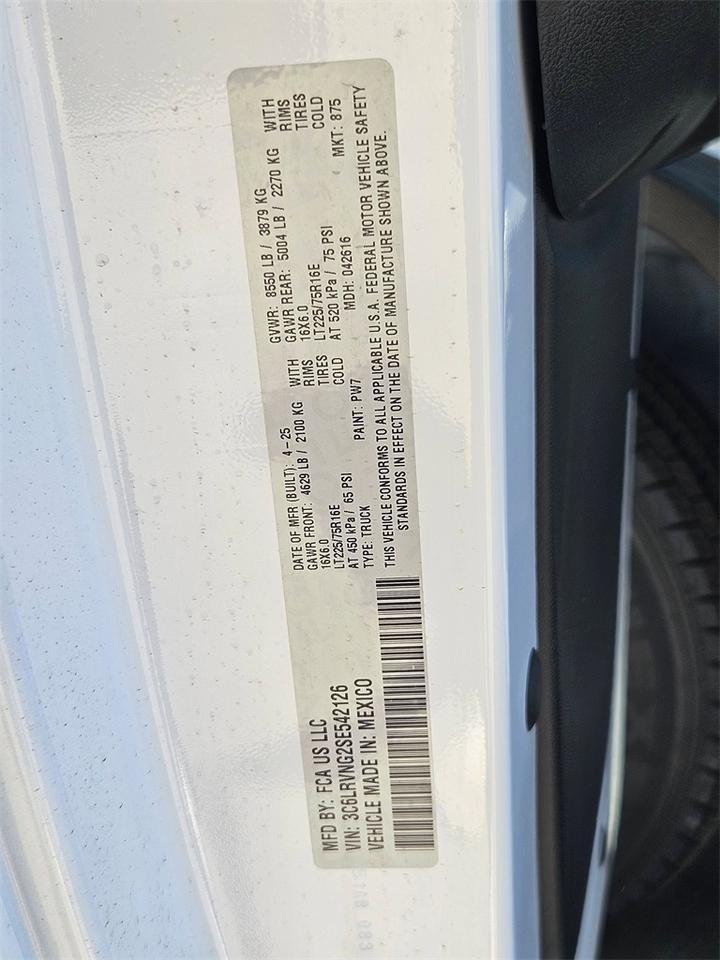 MFD BY: FCA US LLC
VIN: 3C6LRVNG2SE542126
VEHICLE MADE IN: MEXICO
DATE OF MFR (BUILT): 4-25
GAWR FRONT: 4629 LB / 2100 KG WITH
16X6.0 RIMS
LT225/75R16E TIRES
AT 450 kPa / 65 PSI COLD
GVWR: 8550 LB / 3879 KG
GAWR REAR: 5004 LB / 2270 KG WITH
16X6.0 RIMS
LT225/75R16E TIRES
AT 520 kPa / 75 PSI COLD
TYPE: TRUCK PAINT: PW7 MDH: 042616 MKT: 875
THIS VEHICLE CONFORMS TO ALL APPLICABLE U.S.A. FEDERAL MOTOR VEHICLE SAFETY
STANDARDS IN EFFECT ON THE DATE OF MANUFACTURE SHOWN ABOVE.